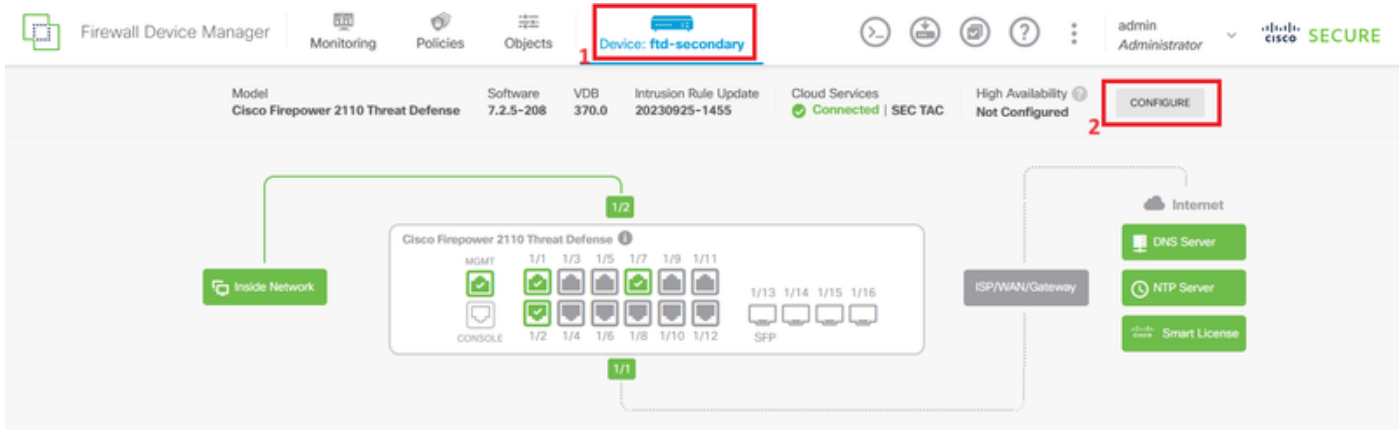 Firewall Device Manager
Monitoring
Policies
Objects
Device: ftd-secondary
1
admin
Administrator
CISCO SECURE
Model
Cisco Firepower 2110 Threat Defense
Software
7.2.5-208
VDB
370.0
Intrusion Rule Update
20230925-1455
Cloud Services
Connected | SEC TAC
High Availability ?
Not Configured
CONFIGURE
2
1/2
Internet
Cisco Firepower 2110 Threat Defense
MGMT 1/1 1/3 1/5 1/7 1/9 1/11
DNS Server
Inside Network
ISP/WAN/Gateway
NTP Server
1/13 1/14 1/15 1/16
CONSOLE 1/2 1/4 1/6 1/8 1/10 1/12 SFP
Smart License
1/1